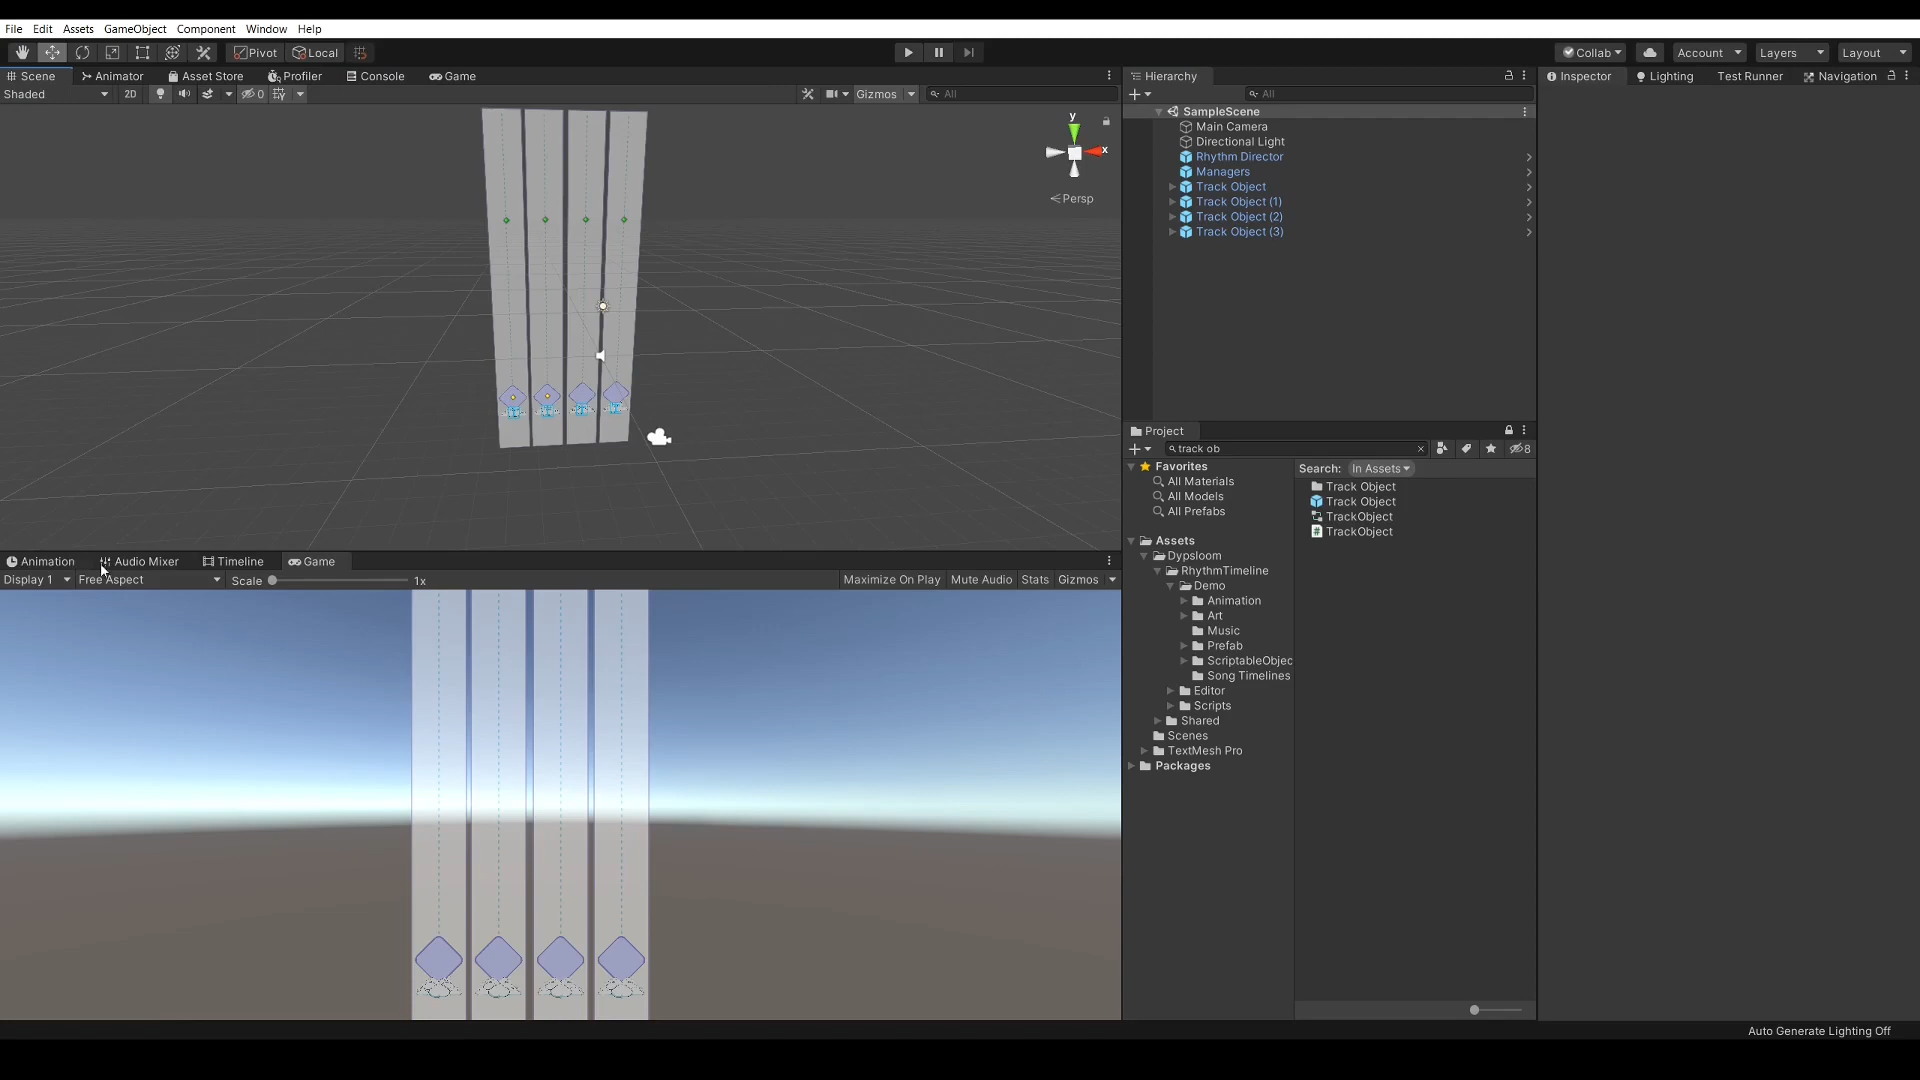 File Edit Assets GameObject Component Window Help
Pivot Local Collab Account Layers Layout
Scene Animator Asset Store Profiler Console Game
Shaded 2D 0 Gizmos All
y
x
Persp
Hierarchy
All
SampleScene
Main Camera
Directional Light
Rhythm Director
Managers
Track Object
Track Object (1)
Track Object (2)
Track Object (3)
Inspector Lighting Test Runner Navigation
Animation Audio Mixer Timeline Game
Display 1 Free Aspect Scale 1x Maximize On Play Mute Audio Stats Gizmos
Project
track ob
8
Favorites
All Materials
All Models
All Prefabs
Assets
Dypsloom
RhythmTimeline
Demo
Animation
Art
Music
Prefab
ScriptableObjec
Song Timelines
Editor
Scripts
Shared
Scenes
TextMesh Pro
Packages
Search: In Assets
Track Object
Track Object
TrackObject
TrackObject
Auto Generate Lighting Off